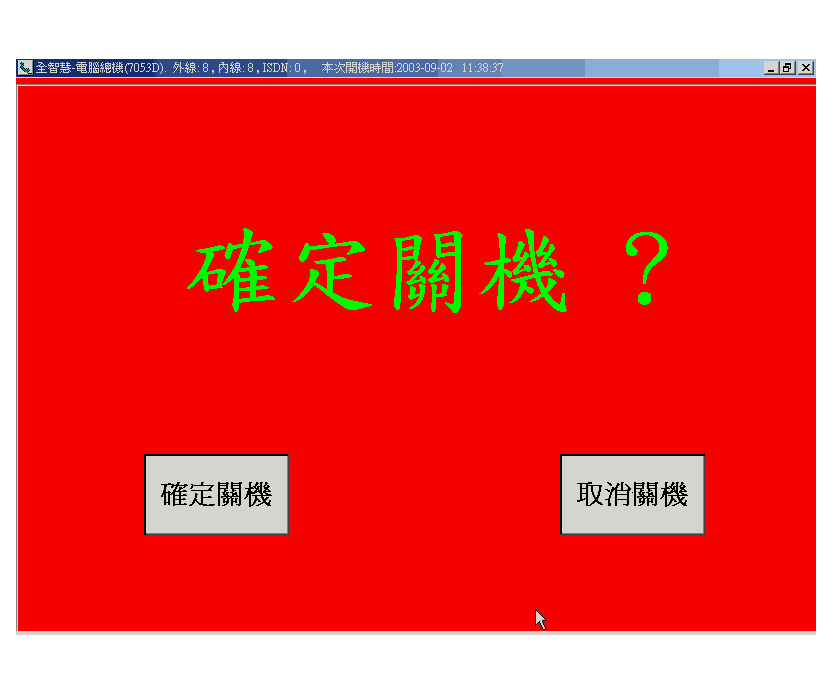 全智慧-電腦總機(7053D). 外線: 8 , 內線: 8 , ISDN: 0 ,   本次開機時間:2003-09-02  11:38:37
確定關機 ？
確定關機
取消關機